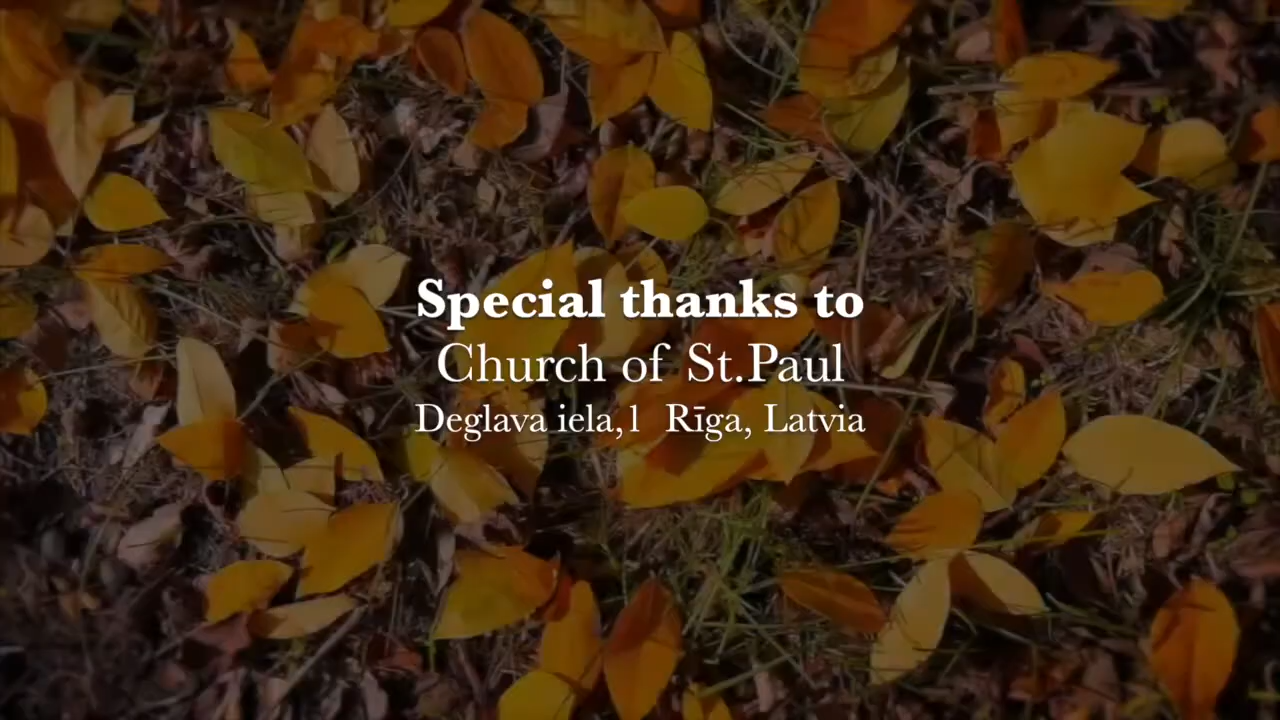 Special thanks to
Church of St.Paul
Deglava iela,1 Rīga, Latvia